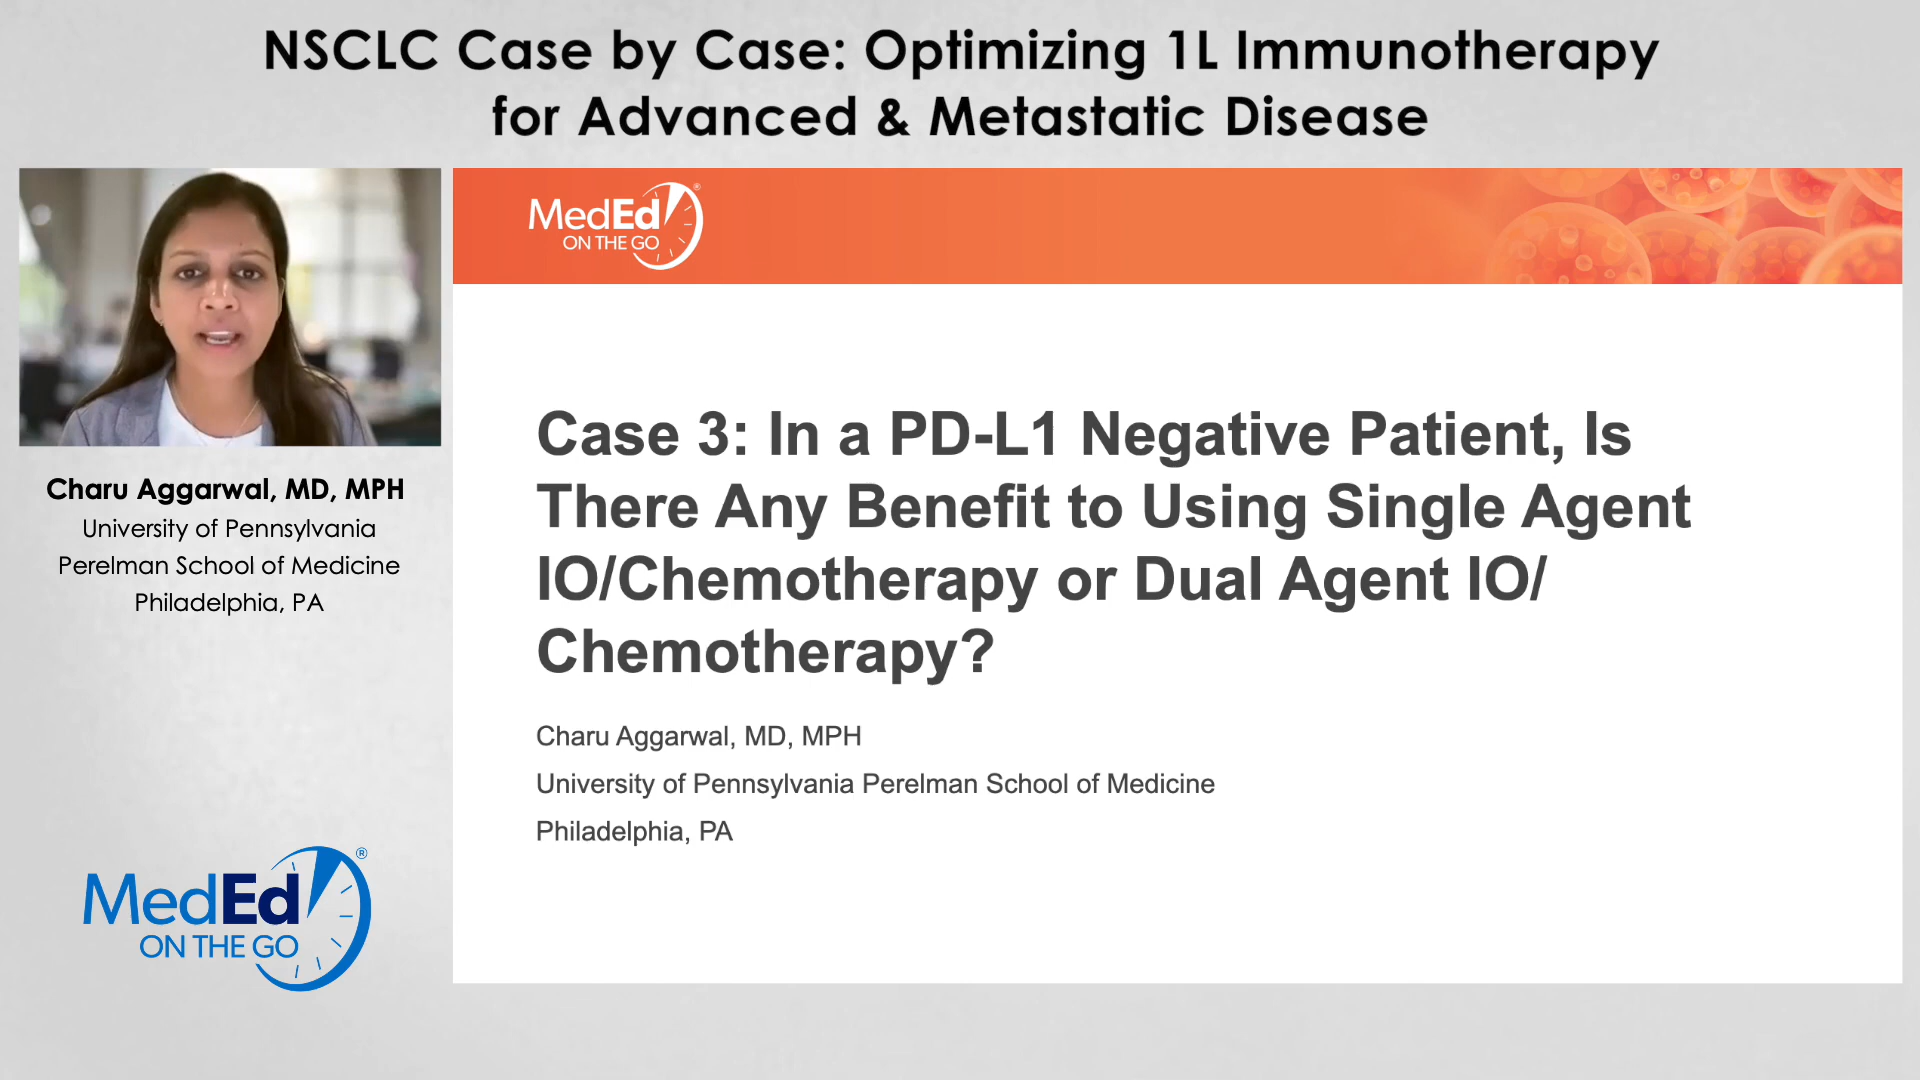 NSCLC Case by Case: Optimizing 1L Immunotherapy
for Advanced & Metastatic Disease
MedEd®
ON THE GO
Case 3: In a PD-L1 Negative Patient, Is
There Any Benefit to Using Single Agent
IO/Chemotherapy or Dual Agent IO/
Chemotherapy?
Charu Aggarwal, MD, MPH
University of Pennsylvania Perelman School of Medicine
Philadelphia, PA
Charu Aggarwal, MD, MPH
University of Pennsylvania
Perelman School of Medicine
Philadelphia, PA
MedEd®
ON THE GO